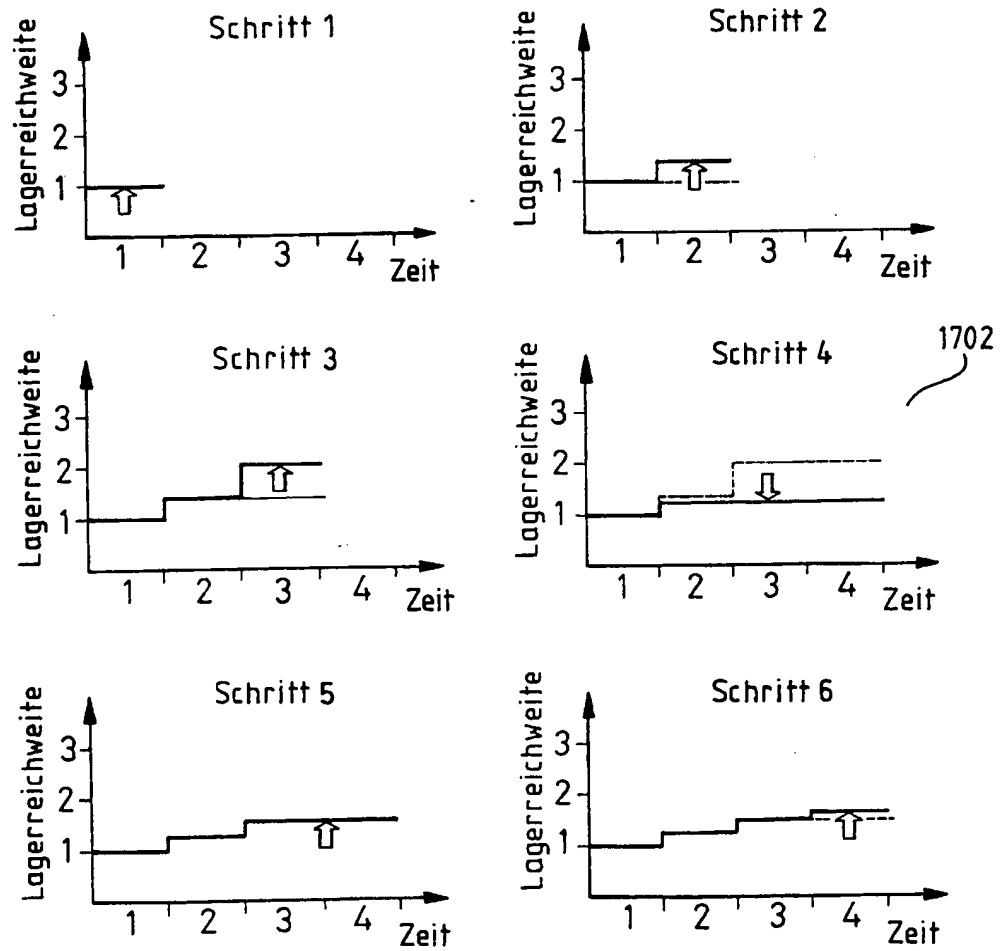 Schritt 1
Lagerreichweite
3
2
1
1 2 3 4 Zeit
Schritt 2
Lagerreichweite
3
2
1
1 2 3 4 Zeit
Schritt 3
Lagerreichweite
3
2
1
1 2 3 4 Zeit
Schritt 4
1702
Lagerreichweite
3
2
1
1 2 3 4 Zeit
Schritt 5
Lagerreichweite
3
2
1
1 2 3 4 Zeit
Schritt 6
Lagerreichweite
3
2
1
1 2 3 4 Zeit